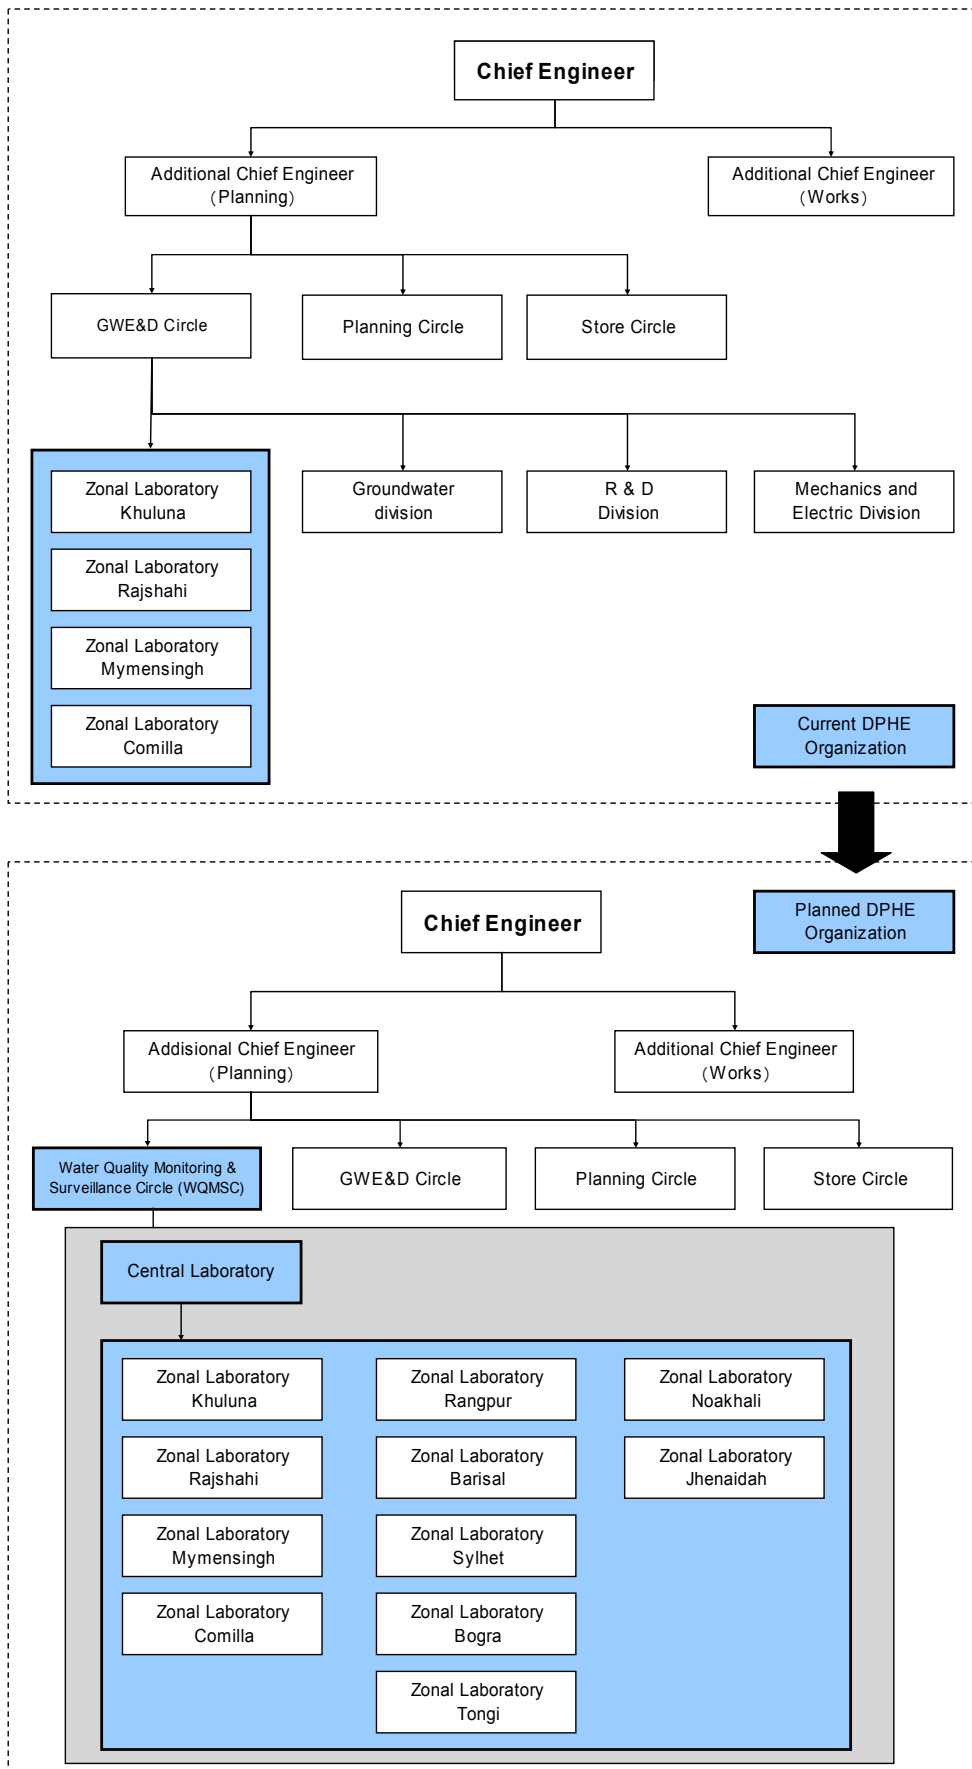 Chief Engineer
Additional Chief Engineer
(Planning)
Additional Chief Engineer
(Works)
GWE&D Circle
Planning Circle
Store Circle
Zonal Laboratory
Khuluna
Zonal Laboratory
Rajshahi
Zonal Laboratory
Mymensingh
Zonal Laboratory
Comilla
Groundwater
division
R & D
Division
Mechanics and
Electric Division
Current DPHE
Organization
Planned DPHE
Organization
Chief Engineer
Addisional Chief Engineer
(Planning)
Additional Chief Engineer
(Works)
Water Quality Monitoring &
Surveillance Circle (WQMSC)
GWE&D Circle
Planning Circle
Store Circle
Central Laboratory
Zonal Laboratory
Khuluna
Zonal Laboratory
Rajshahi
Zonal Laboratory
Mymensingh
Zonal Laboratory
Comilla
Zonal Laboratory
Rangpur
Zonal Laboratory
Barisal
Zonal Laboratory
Sylhet
Zonal Laboratory
Bogra
Zonal Laboratory
Tongi
Zonal Laboratory
Noakhali
Zonal Laboratory
Jhenaidah